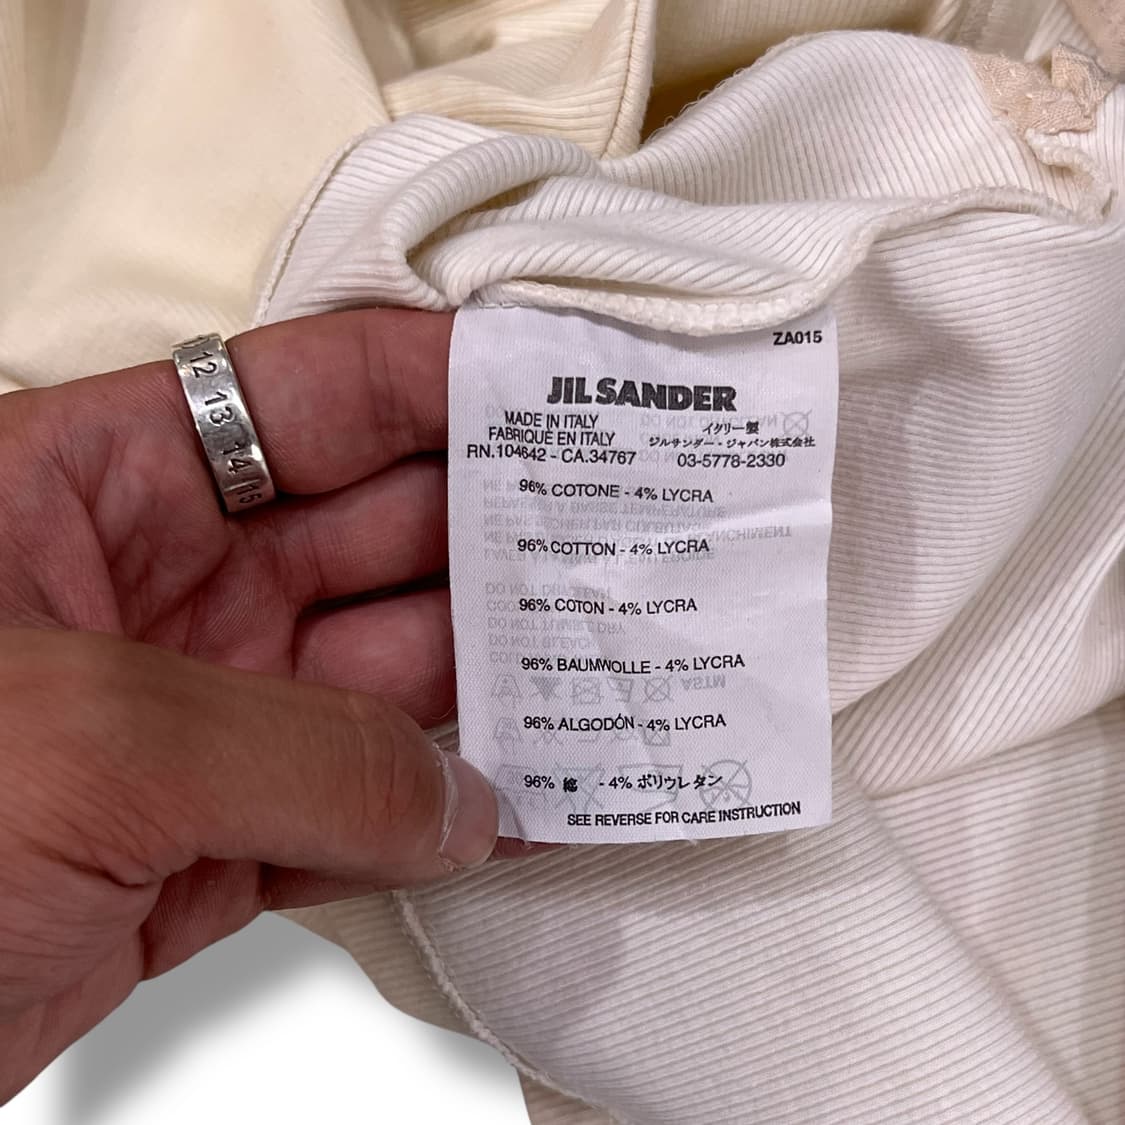 ZA015
JIL SANDER
MADE IN ITALY
FABRIQUÉ EN ITALY
RN.104642 - CA.34767
イタリー製
ジルサンダー・ジャパン株式会社
03-5778-2330
96% COTONE - 4% LYCRA
96% COTTON - 4% LYCRA
96% COTON - 4% LYCRA
96% BAUMWOLLE - 4% LYCRA
96% ALGODÓN - 4% LYCRA
96% - 4% ポリウレタン
SEE REVERSE FOR CARE INSTRUCTION
12 13 14 15